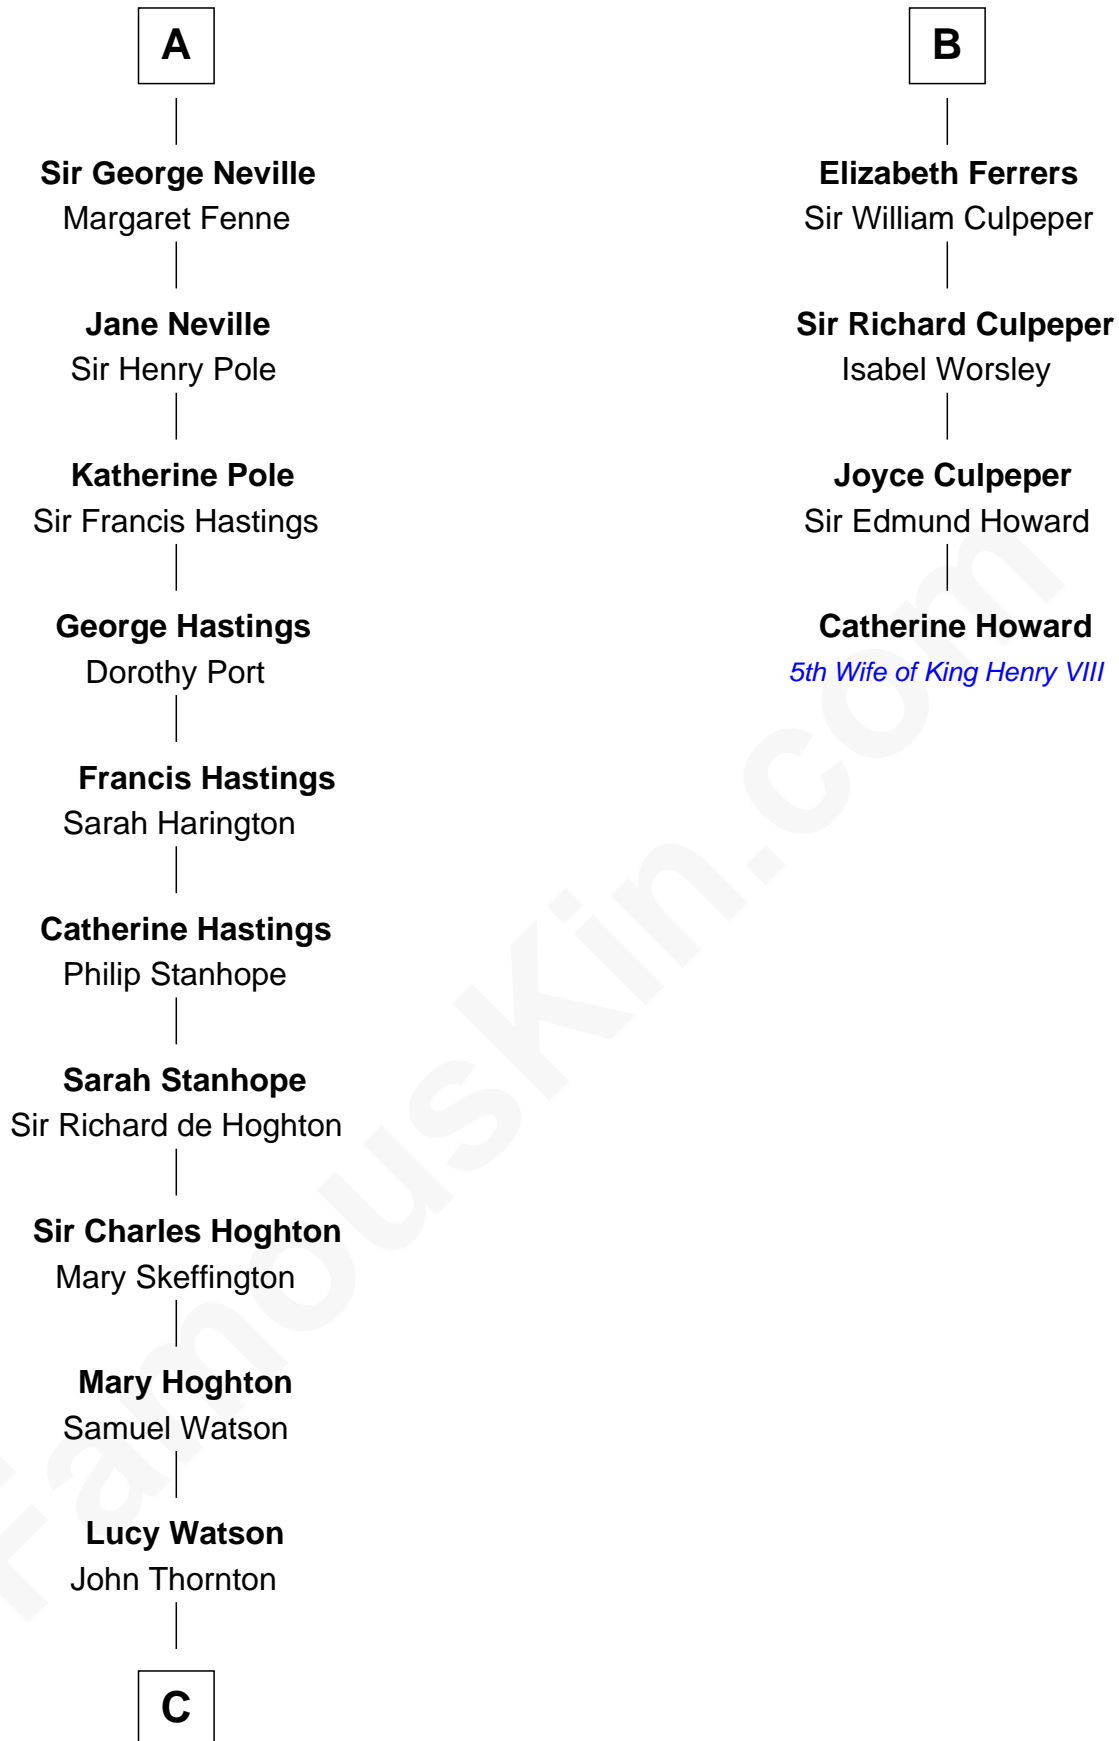 A
Sir George Neville
Margaret Fenne
Jane Neville
Sir Henry Pole
Katherine Pole
Sir Francis Hastings
George Hastings
Dorothy Port
Francis Hastings
Sarah Harington
Catherine Hastings
Philip Stanhope
Sarah Stanhope
Sir Richard de Hoghton
Sir Charles Hoghton
Mary Skeffington
Mary Hoghton
Samuel Watson
Lucy Watson
John Thornton
C
B
Elizabeth Ferrers
Sir William Culpeper
Sir Richard Culpeper
Isabel Worsley
Joyce Culpeper
Sir Edmund Howard
Catherine Howard
5th Wife of King Henry VIII
FamousKin.com